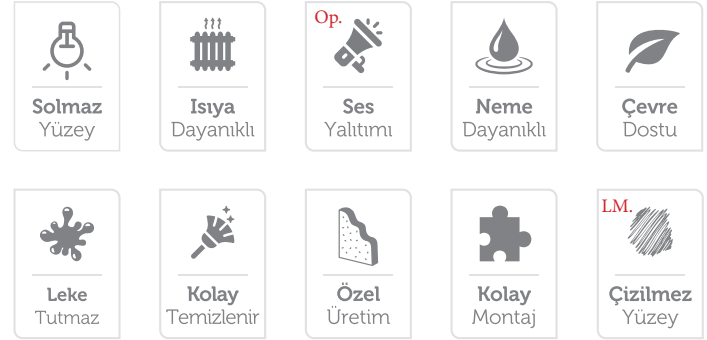 Solmaz
Yüzey
Isıya
Dayanıklı
Op.
Ses
Yalıtımı
Neme
Dayanıklı
Çevre
Dostu
Leke
Tutmaz
Kolay
Temizlenir
Özel
Üretim
Kolay
Montaj
LM.
Çizilmez
Yüzey